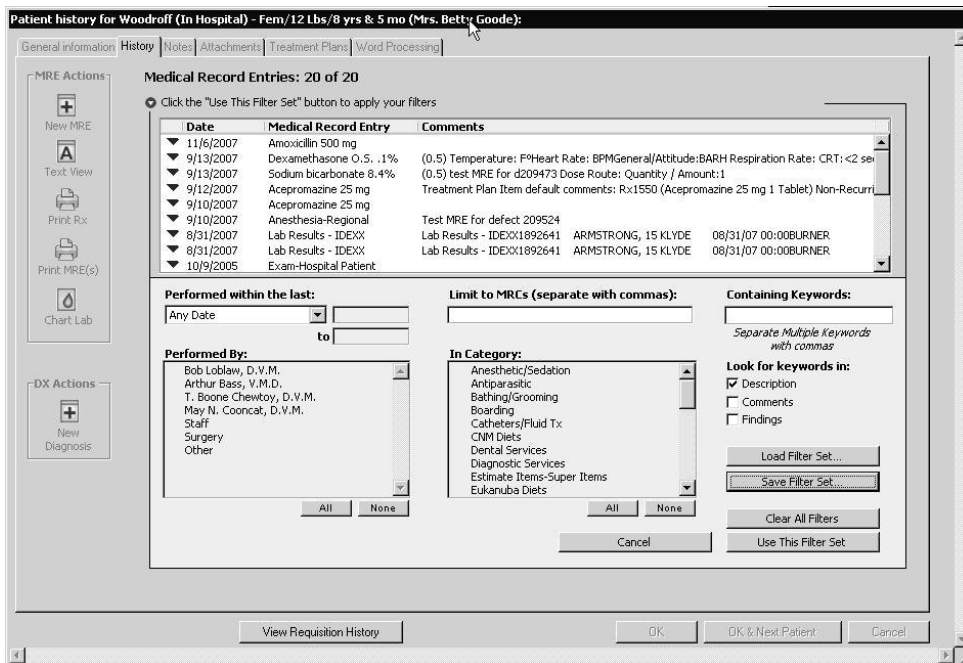 Patient history for Woodroff (In Hospital) - Fem/12 Lbs/8 yrs & 5 mo (Mrs. Betty Goode):
General information History Notes Attachments Treatment Plans Word Processing
MRE Actions
New MRE
Text View
Print Rx
Print MRE(s)
Chart Lab
DX Actions
New
Diagnosis
Medical Record Entries: 20 of 20
Click the "Use This Filter Set" button to apply your filters
Date Medical Record Entry Comments
11/6/2007 Amoxicillin 500 mg
9/13/2007 Dexamethasone O.S. .1% (0.5) Temperature: FºHeart Rate: BPMGeneral/Attitude:BARH Respiration Rate: CRT:<2 se
9/13/2007 Sodium bicarbonate 8.4% (0.5) test MRE for d209473 Dose Route: Quantity / Amount:1
9/12/2007 Acepromazine 25 mg Treatment Plan Item default comments: Rx1550 (Acepromazine 25 mg 1 Tablet) Non-Recurri
9/10/2007 Acepromazine 25 mg
9/10/2007 Anesthesia-Regional Test MRE for defect 209524
8/31/2007 Lab Results - IDEXX Lab Results - IDEXX1892641 ARMSTRONG, 15 KLYDE 08/31/07 00:00BURNER
8/31/2007 Lab Results - IDEXX Lab Results - IDEXX1892641 ARMSTRONG, 15 KLYDE 08/31/07 00:00BURNER
10/9/2005 Exam-Hospital Patient
Performed within the last:
Any Date
to
Performed By:
Bob Loblaw, D.V.M.
Arthur Bass, V.M.D.
T. Boone Chewtoy, D.V.M.
May N. Cooncat, D.V.M.
Staff
Surgery
Other
All None
Limit to MRCs (separate with commas):
In Category:
Anesthetic/Sedation
Antiparasitic
Bathing/Grooming
Boarding
Catheters/Fluid Tx
CNM Diets
Dental Services
Diagnostic Services
Estimate Items-Super Items
Eukanuba Diets
All None
Containing Keywords:
Separate Multiple Keywords
with commas
Look for keywords in:
Description
Comments
Findings
Load Filter Set...
Save Filter Set...
Clear All Filters
Cancel Use This Filter Set
View Requisition History OK OK & Next Patient Cancel